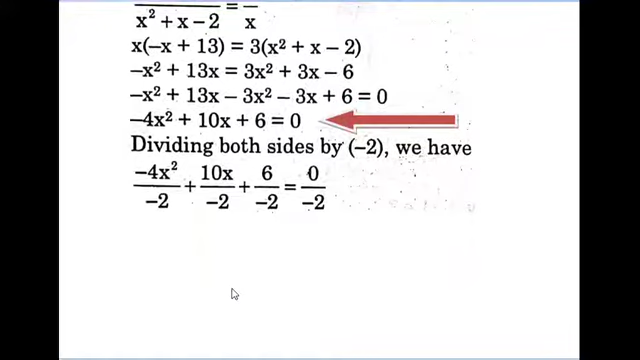 x² + x – 2 = x
x(–x + 13) = 3(x² + x – 2)
–x² + 13x = 3x² + 3x – 6
–x² + 13x – 3x² – 3x + 6 = 0
–4x² + 10x + 6 = 0
Dividing both sides by (–2), we have
–4x²/–2 + 10x/–2 + 6/–2 = 0/–2